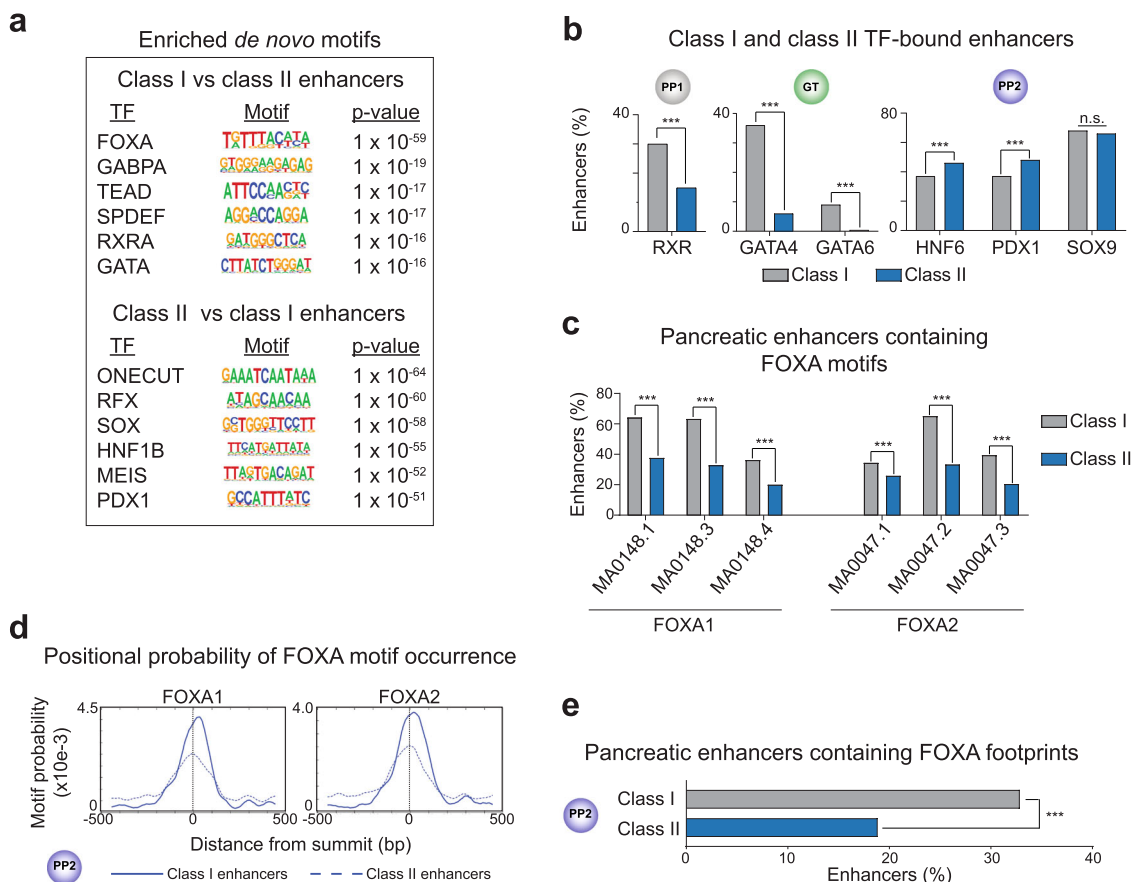 a
Enriched de novo motifs
Class I vs class II enhancers
TF Motif p-value
FOXA TGTTTACATA 1 x 10-59
GABPA GTGGGAAGAGAG 1 x 10-19
TEAD ATTCCAACTC 1 x 10-17
SPDEF AGGACCAGGA 1 x 10-17
RXRA GATGGGCTCA 1 x 10-16
GATA CTTATCTGGGAT 1 x 10-16
Class II vs class I enhancers
TF Motif p-value
ONECUT GAAATCAATAAA 1 x 10-64
RFX ATAGCAACAA 1 x 10-60
SOX GCTGGGTTCCTT 1 x 10-58
HNF1B TTCATGATTATA 1 x 10-55
MEIS TTAGTGACAGAT 1 x 10-52
PDX1 GCCATTTATC 1 x 10-51
b
Class I and class II TF-bound enhancers
PP1 GT PP2
Enhancers (%)
40
0
***
RXR
40
0
***
***
GATA4 GATA6
80
0
***
***
n.s.
HNF6 PDX1 SOX9
Class I Class II
c
Pancreatic enhancers containing
FOXA motifs
Enhancers (%)
80
60
40
20
0
*** *** *** *** *** ***
MA0148.1 MA0148.3 MA0148.4 MA0047.1 MA0047.2 MA0047.3
FOXA1 FOXA2
Class I
Class II
d
Positional probability of FOXA motif occurrence
FOXA1 FOXA2
Motif probability
(x10e-3)
4.5 4.0
0 0
-500 0 500 -500 0 500
Distance from summit (bp)
PP2 Class I enhancers Class II enhancers
e
Pancreatic enhancers containing FOXA footprints
PP2
Class I
Class II
***
0 10 20 30 40
Enhancers (%)